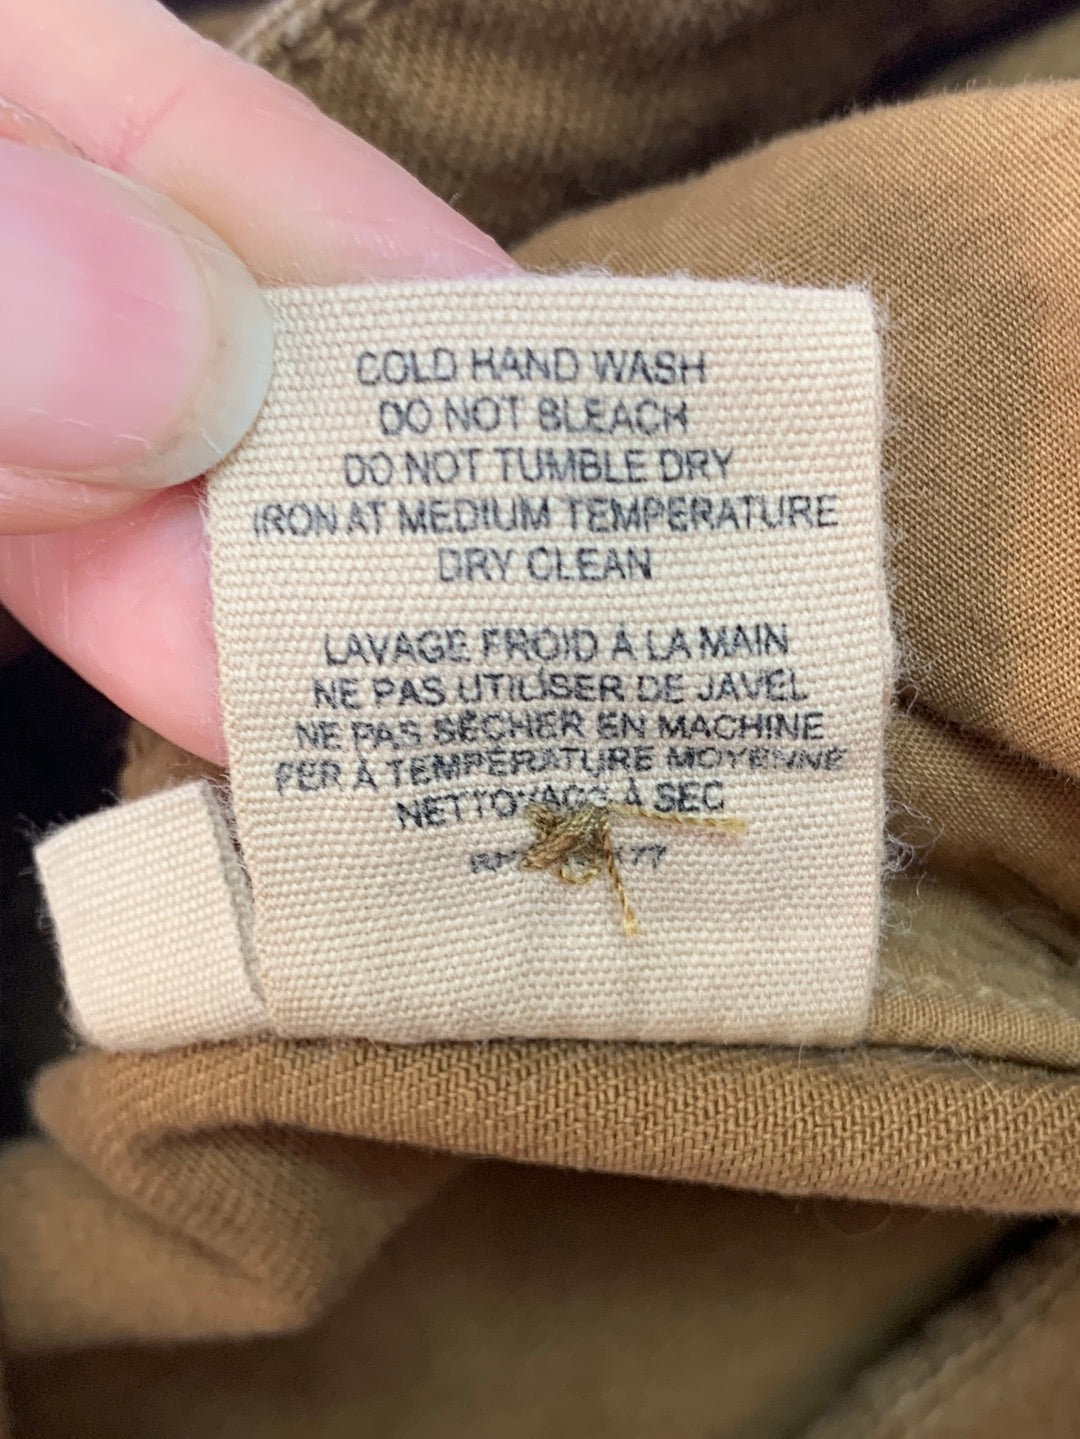 COLD HAND WASH
DO NOT BLEACH
DO NOT TUMBLE DRY
IRON AT MEDIUM TEMPERATURE
DRY CLEAN
LAVAGE FROID À LA MAIN
NE PAS UTILISER DE JAVEL
NE PAS SÉCHER EN MACHINE
FER À TEMPÉRATURE MOYENNE
NETTOYAGE À SEC